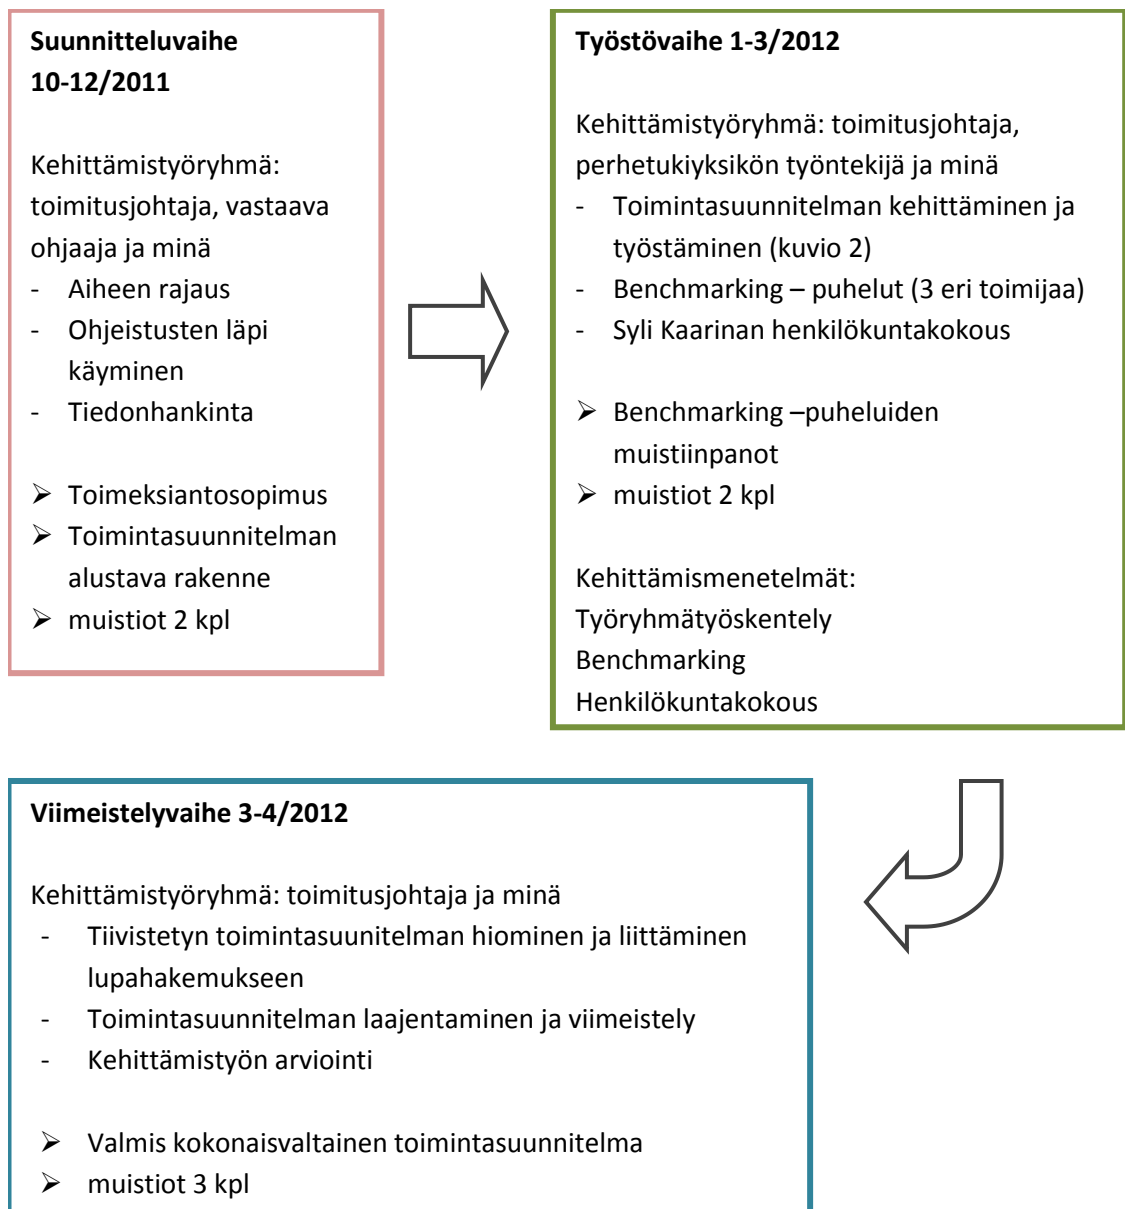 Suunnitteluvaihe
10-12/2011
Kehittämistyöryhmä:
toimitusjohtaja, vastaava
ohjaaja ja minä
- Aiheen rajaus
- Ohjeistusten läpi
käyminen
- Tiedonhankinta
➢ Toimeksiantosopimus
➢ Toimintasuunnitelman
alustava rakenne
➢ muistiot 2 kpl
Työstövaihe 1-3/2012
Kehittämistyöryhmä: toimitusjohtaja,
perhetukiyksikön työntekijä ja minä
- Toimintasuunnitelman kehittäminen ja
työstäminen (kuvio 2)
- Benchmarking – puhelut (3 eri toimijaa)
- Syli Kaarinan henkilökuntakokous
➢ Benchmarking –puheluiden
muistiinpanot
➢ muistiot 2 kpl
Kehittämismenetelmät:
Työryhmätyöskentely
Benchmarking
Henkilökuntakokous
Viimeistelyvaihe 3-4/2012
Kehittämistyöryhmä: toimitusjohtaja ja minä
- Tiivistetyn toimintasuunitelman hiominen ja liittäminen
lupahakemukseen
- Toimintasuunnitelman laajentaminen ja viimeistely
- Kehittämistyön arviointi
➢ Valmis kokonaisvaltainen toimintasuunnitelma
➢ muistiot 3 kpl